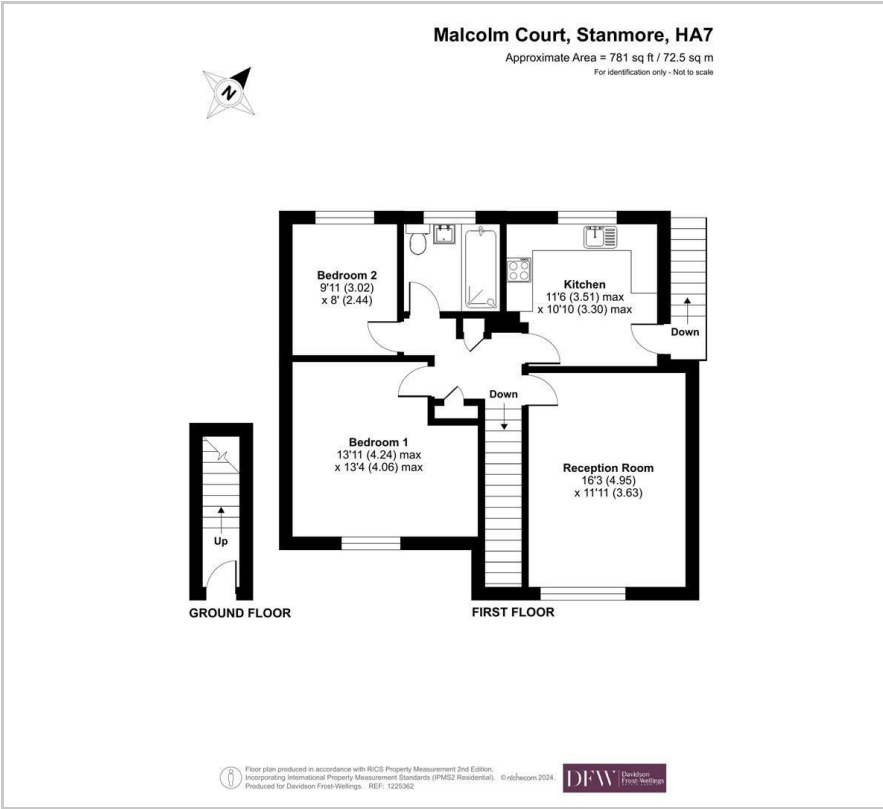 Malcolm Court, Stanmore, HA7
Approximate Area = 781 sq ft / 72.5 sq m
For identification only - Not to scale
N
Bedroom 2
9'11 (3.02)
x 8' (2.44)
Kitchen
11'6 (3.51) max
x 10'10 (3.30) max
Down
Down
Bedroom 1
13'11 (4.24) max
x 13'4 (4.06) max
Reception Room
16'3 (4.95)
x 11'11 (3.63)
Up
GROUND FLOOR
FIRST FLOOR
Floor plan produced in accordance with RICS Property Measurement 2nd Edition,
Incorporating International Property Measurement Standards (IPMS2 Residential). © nichecom 2024.
Produced for Davidson Frost-Wellings. REF: 1225362
DFW
Davidson
Frost-Wellings